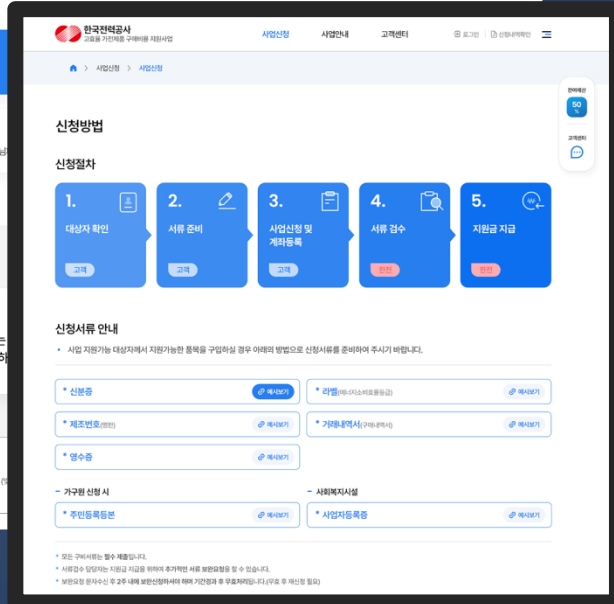 한국전력공사
고효율 가전제품 구매비용 지원사업
사업신청 사업안내 고객센터 로그인 신청내역확인
사업신청 > 사업신청
잔여예산
50
%
고객센터
신청방법
신청절차
1. 2. 3. 4. 5.
대상자 확인 서류 준비 사업신청 및 서류 검수 지원금 지급
계좌등록
고객 고객 고객 한전 한전
신청서류 안내
• 사업 지원가능 대상자께서 지원가능한 품목을 구입하실 경우 아래의 방법으로 신청서류를 준비하여 주시기 바랍니다.
* 신분증 예시보기 * 라벨(에너지소비효율등급) 예시보기
* 제조번호(명판) 예시보기 * 거래내역서(구매내역서) 예시보기
* 영수증 예시보기
– 가구원 신청 시 – 사회복지시설
* 주민등록등본 예시보기 * 사업자등록증 예시보기
* 모든 구비서류는 필수 제출입니다.
* 서류검수 담당자는 지원금 지급을 위하여 추가적인 서류 보완요청을 할 수 있습니다.
* 보완요청 문자수신 후 2주 내에 보완신청하셔야 하며 기간경과 후 무효처리됩니다.(무효 후 재신청 필요)